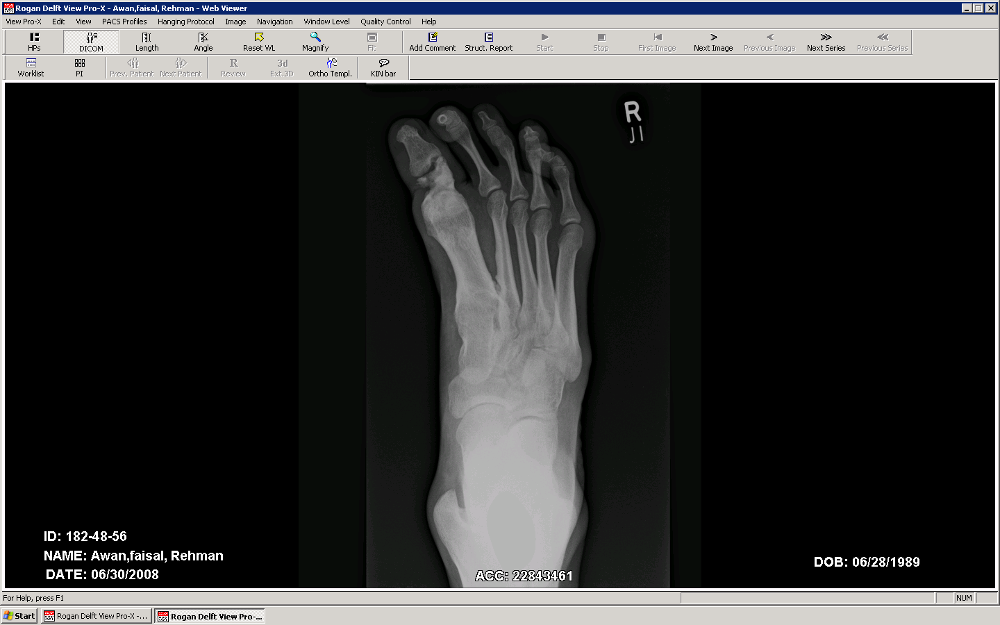 Rogan Delft View Pro-X - Awan,faisal, Rehman - Web Viewer
View Pro-X Edit View PACS Profiles Hanging Protocol Image Navigation Window Level Quality Control Help
HPs DICOM Length Angle Reset WL Magnify Fit Add Comment Struct. Report Start Stop First Image Next Image Previous Image Next Series Previous Series
R 3d
Worklist PI Prev. Patient Next Patient Review Ext.3D Ortho Templ. KIN bar
R
JI
ID: 182-48-56
NAME: Awan,faisal, Rehman
DATE: 06/30/2008
ACC: 22843461
DOB: 06/28/1989
For Help, press F1
NUM
Start Rogan Delft View Pro-X -... Rogan Delft View Pro-...